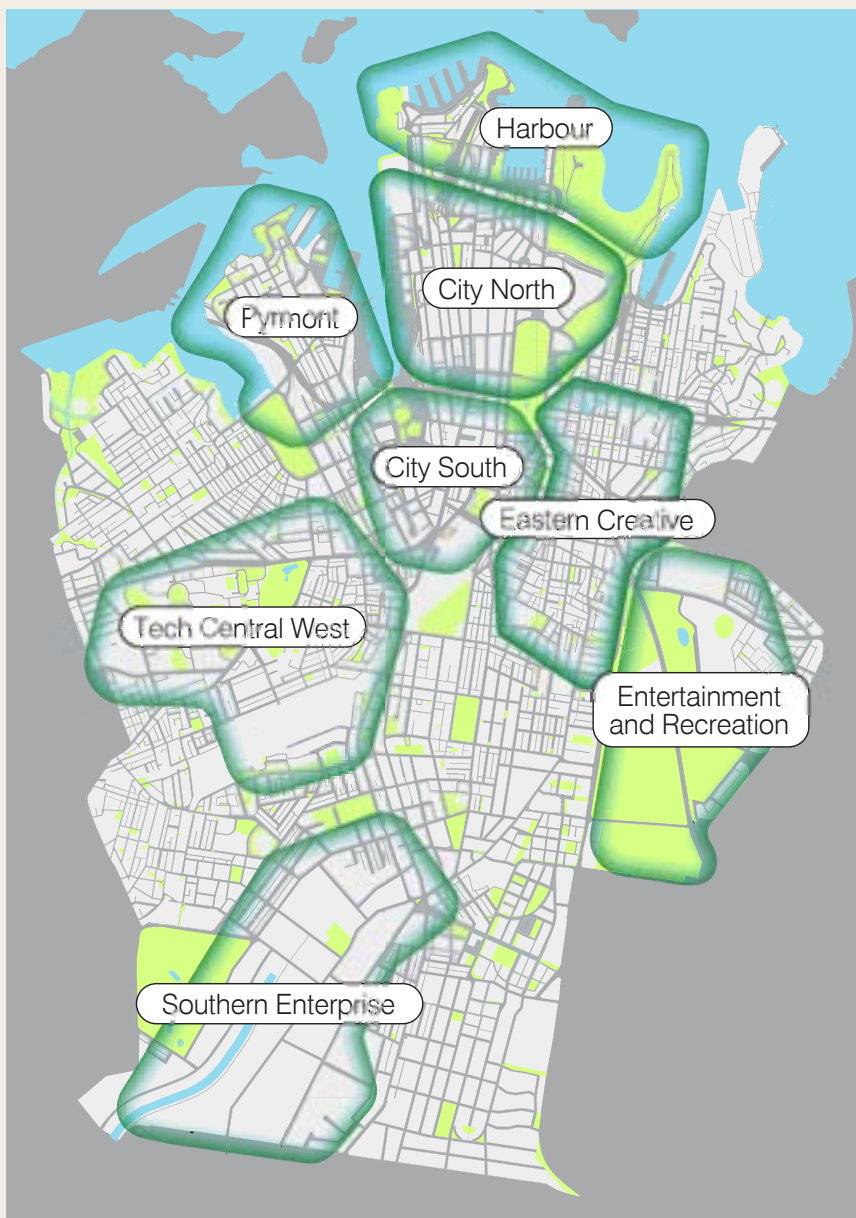 Harbour
City North
Pyrmont
City South
Eastern Creative
Tech Central West
Entertainment
and Recreation
Southern Enterprise